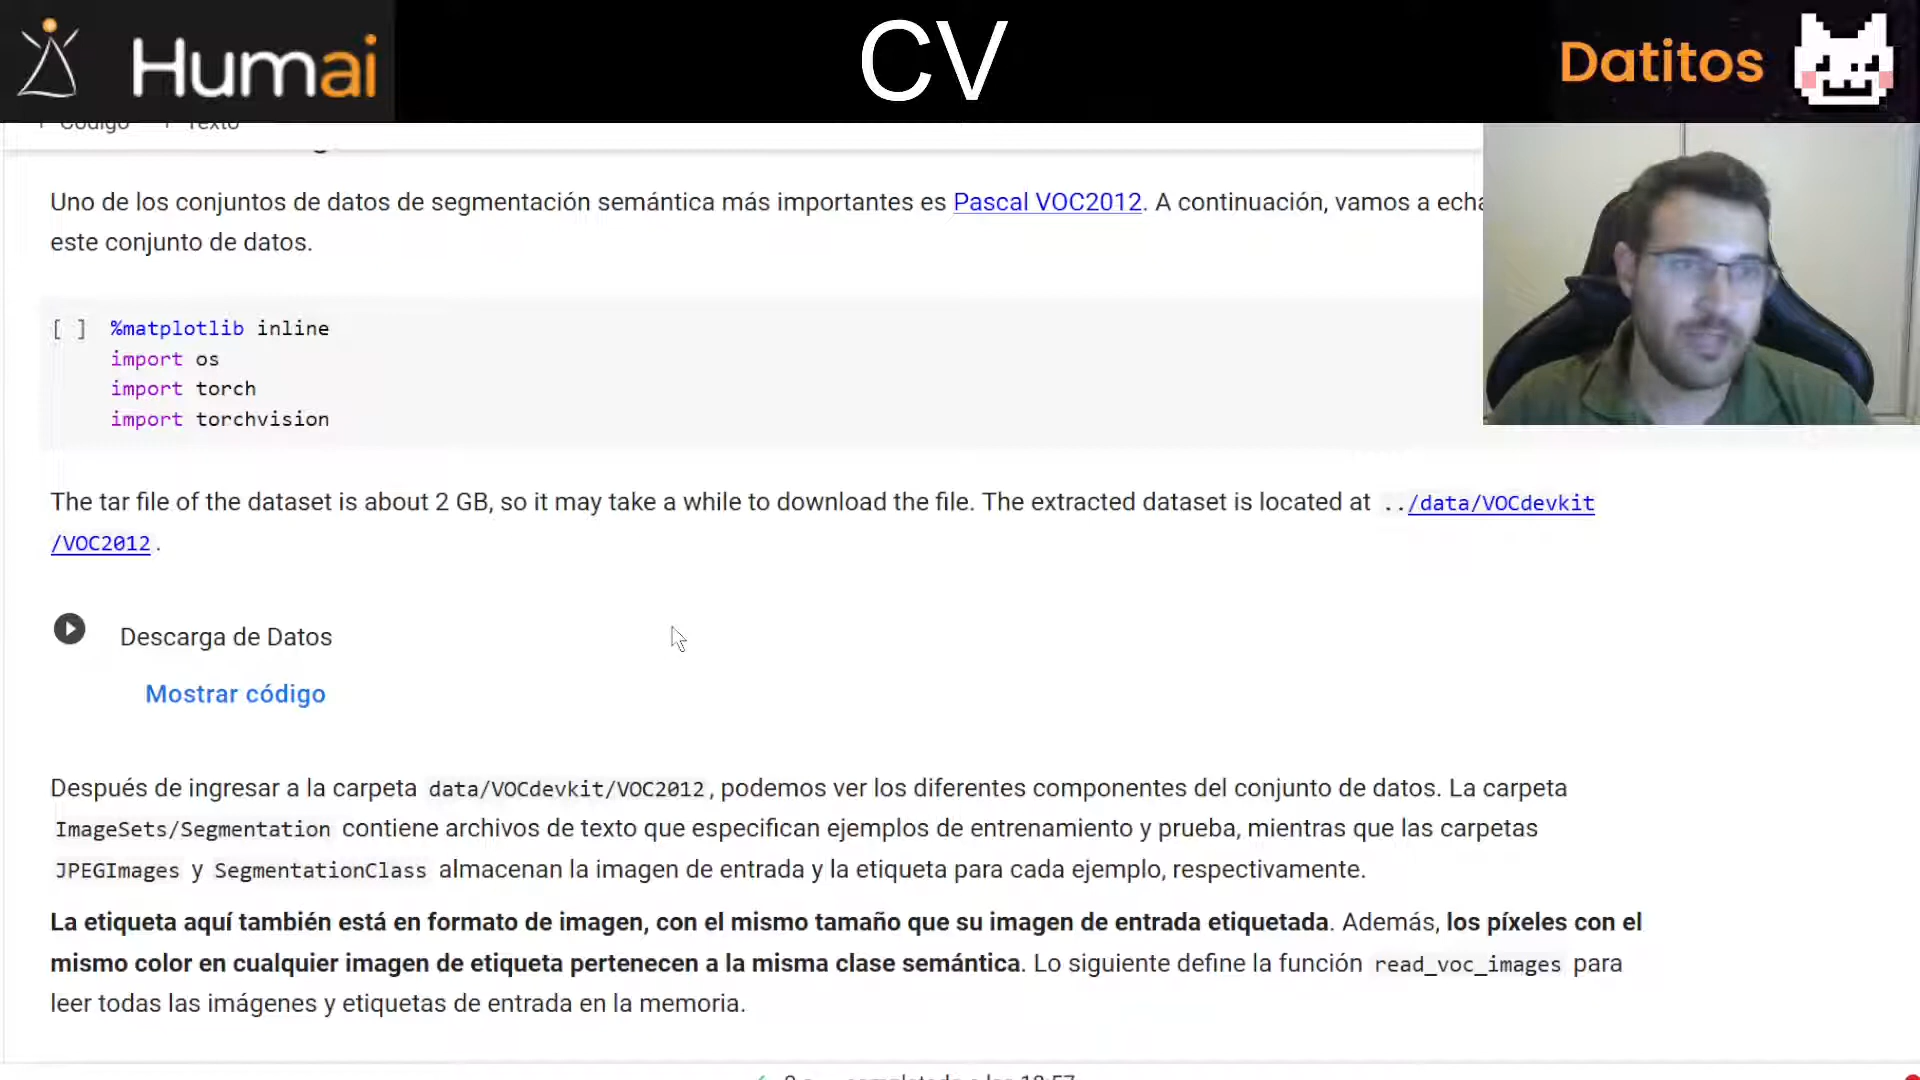 Humai
CV
Datitos
+ Código + Texto
Uno de los conjuntos de datos de segmentación semántica más importantes es Pascal VOC2012. A continuación, vamos a echa
este conjunto de datos.
[ ] %matplotlib inline
import os
import torch
import torchvision
The tar file of the dataset is about 2 GB, so it may take a while to download the file. The extracted dataset is located at ../data/VOCdevkit
/VOC2012.
Descarga de Datos
Mostrar código
Después de ingresar a la carpeta data/VOCdevkit/VOC2012, podemos ver los diferentes componentes del conjunto de datos. La carpeta
ImageSets/Segmentation contiene archivos de texto que especifican ejemplos de entrenamiento y prueba, mientras que las carpetas
JPEGImages y SegmentationClass almacenan la imagen de entrada y la etiqueta para cada ejemplo, respectivamente.
La etiqueta aquí también está en formato de imagen, con el mismo tamaño que su imagen de entrada etiquetada. Además, los píxeles con el
mismo color en cualquier imagen de etiqueta pertenecen a la misma clase semántica. Lo siguiente define la función read_voc_images para
leer todas las imágenes y etiquetas de entrada en la memoria.